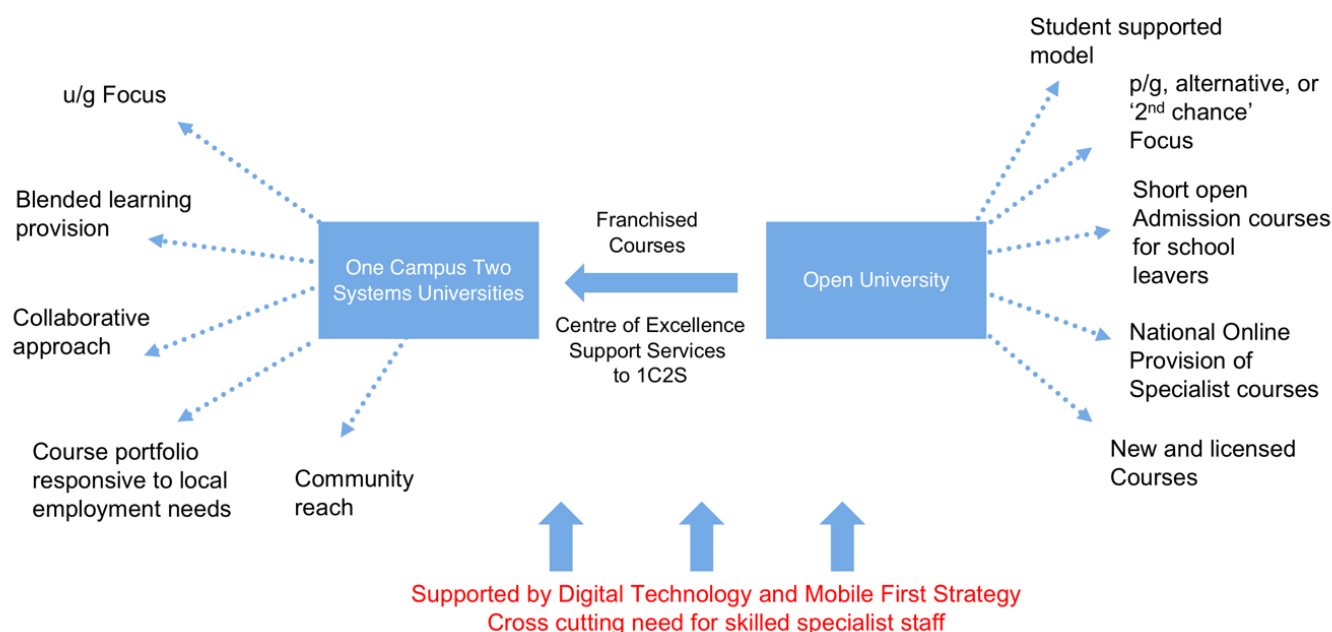 u/g Focus
Blended learning
provision
Collaborative
approach
Course portfolio
responsive to local
employment needs
Community
reach
One Campus Two
Systems Universities
Franchised
Courses
Centre of Excellence
Support Services
to 1C2S
Open University
Student supported
model
p/g, alternative, or
‘2nd chance’
Focus
Short open
Admission courses
for school
leavers
National Online
Provision of
Specialist courses
New and licensed
Courses
Supported by Digital Technology and Mobile First Strategy
Cross cutting need for skilled specialist staff